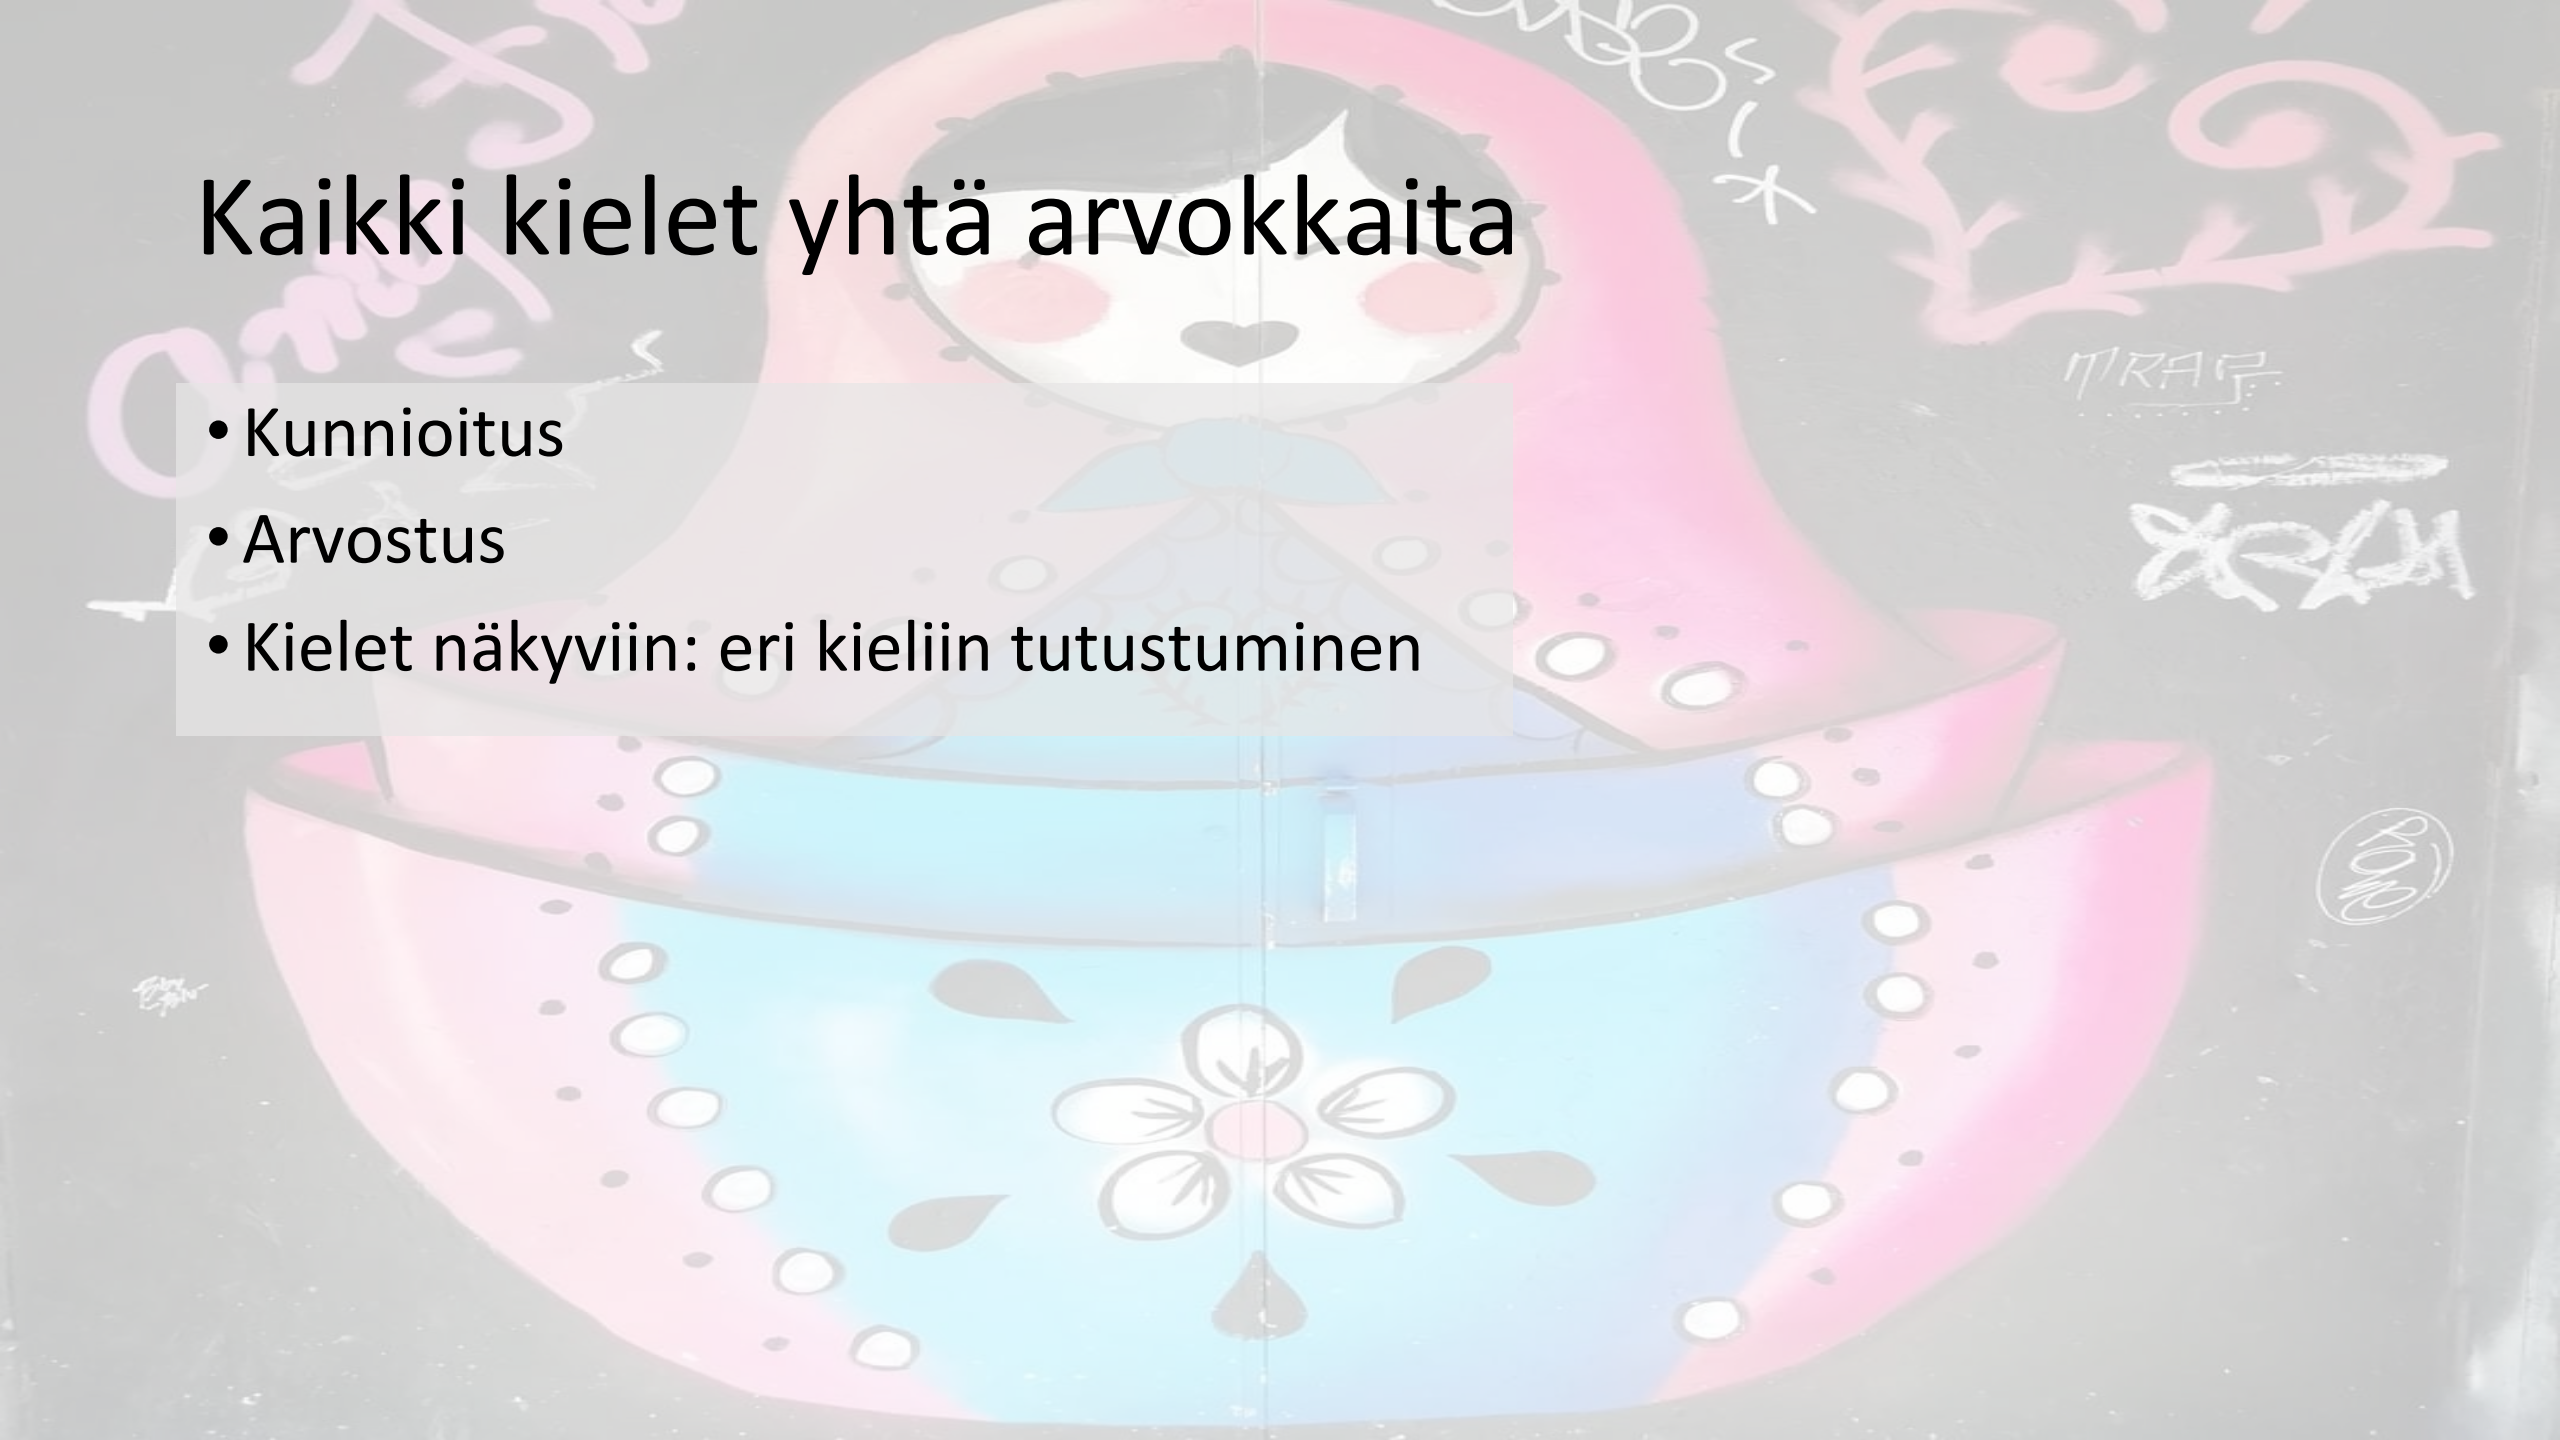 Kaikki kielet yhtä arvokkaita
• Kunnioitus
• Arvostus
• Kielet näkyviin: eri kieliin tutustuminen